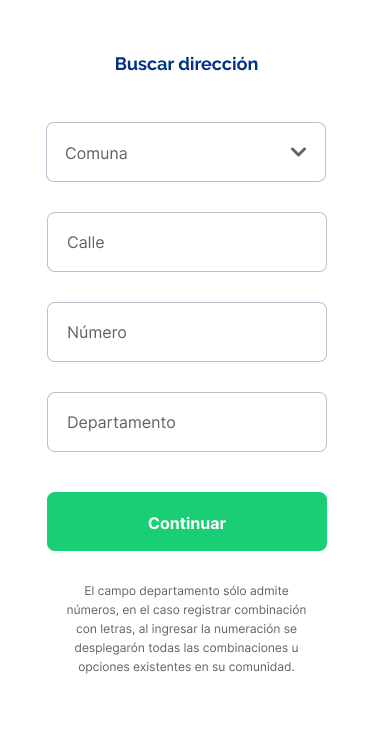 Buscar dirección
Comuna
Calle
Número
Departamento
Continuar
El campo departamento sólo admite
números, en el caso registrar combinación
con letras, al ingresar la numeración se
desplegarón todas las combinaciones u
opciones existentes en su comunidad.